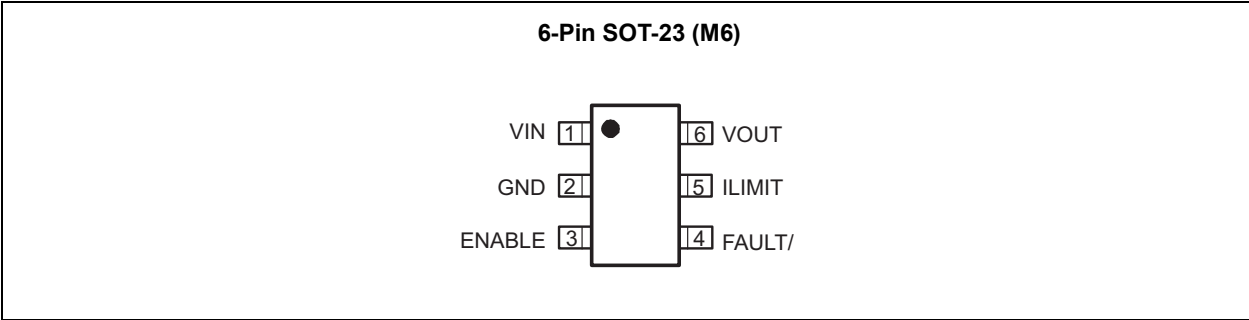 6-Pin SOT-23 (M6)
VIN 1 6 VOUT
GND 2 5 ILIMIT
ENABLE 3 4 FAULT/